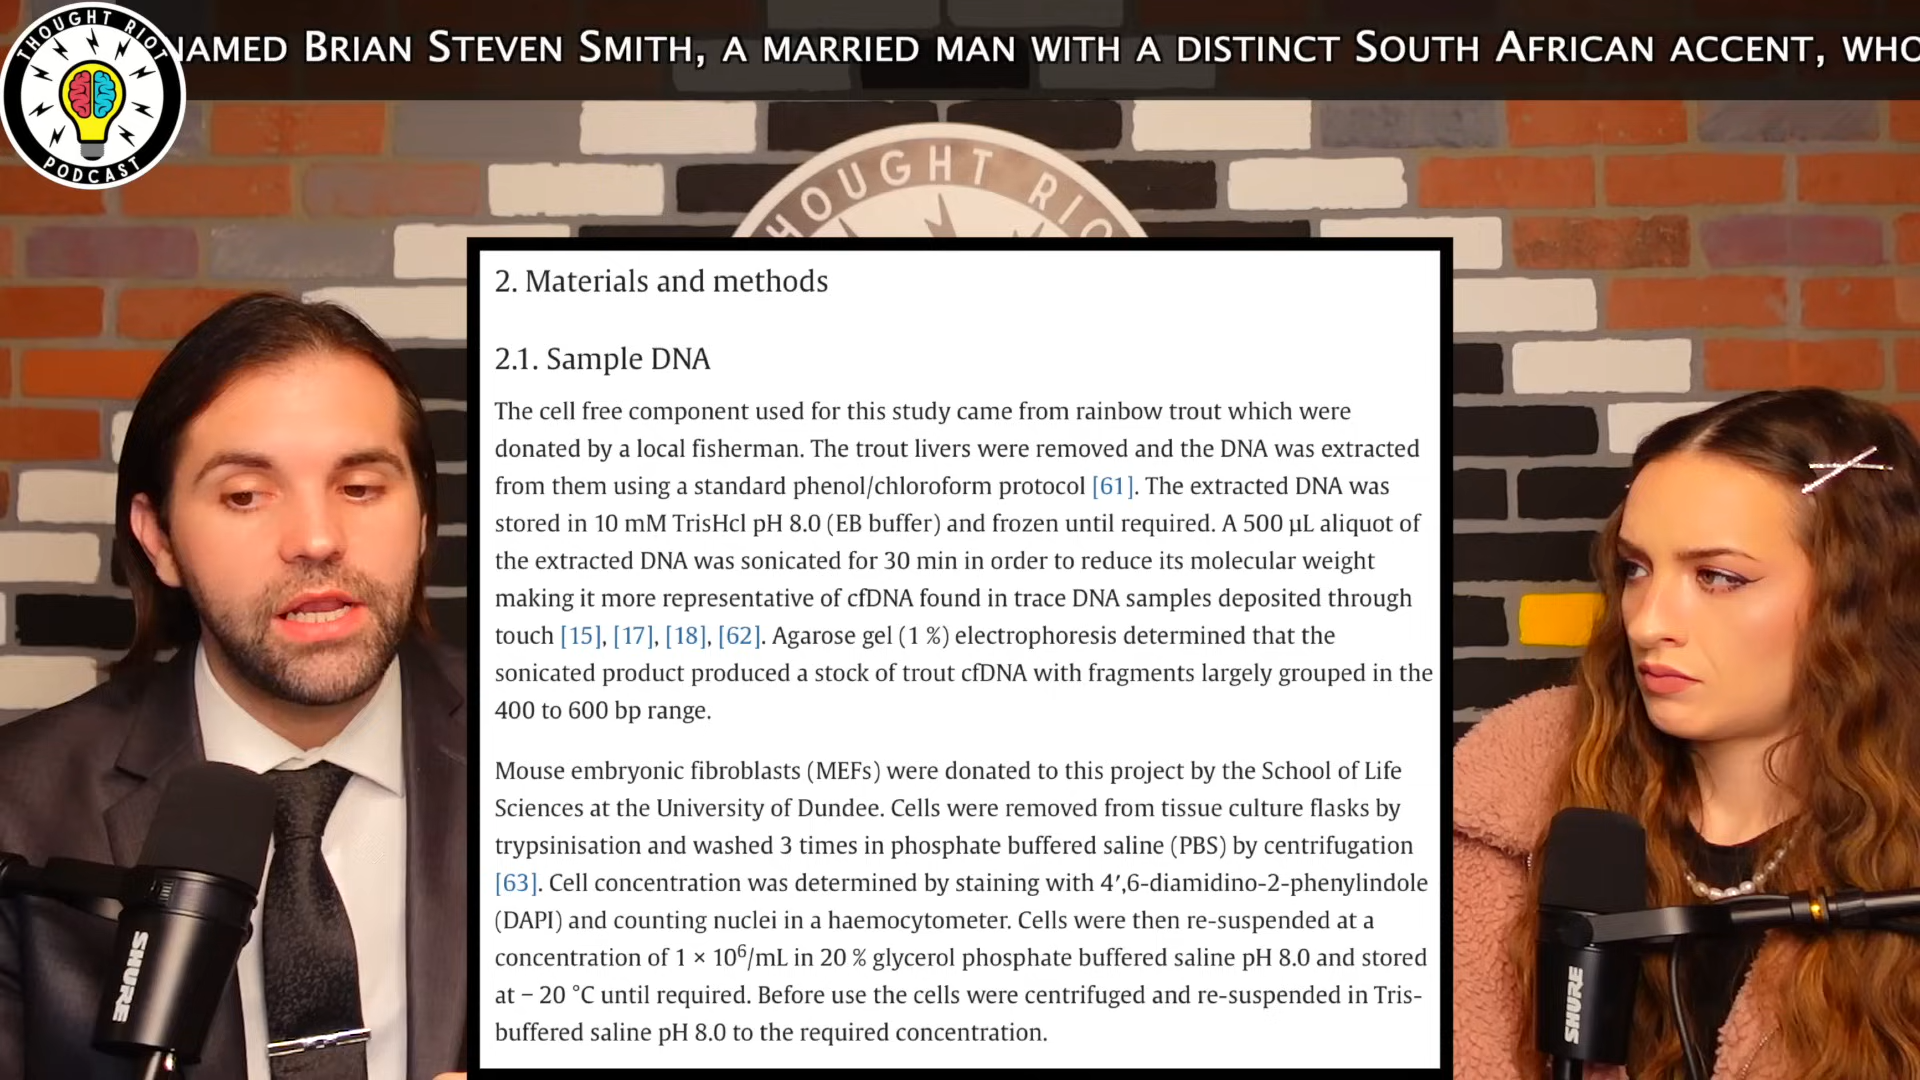 THOUGHT RIOT
PODCAST
NAMED BRIAN STEVEN SMITH, A MARRIED MAN WITH A DISTINCT SOUTH AFRICAN ACCENT, WHO
THOUGHT RIO
2. Materials and methods
2.1. Sample DNA
The cell free component used for this study came from rainbow trout which were
donated by a local fisherman. The trout livers were removed and the DNA was extracted
from them using a standard phenol/chloroform protocol [61]. The extracted DNA was
stored in 10 mM TrisHcl pH 8.0 (EB buffer) and frozen until required. A 500 μL aliquot of
the extracted DNA was sonicated for 30 min in order to reduce its molecular weight
making it more representative of cfDNA found in trace DNA samples deposited through
touch [15], [17], [18], [62]. Agarose gel (1 %) electrophoresis determined that the
sonicated product produced a stock of trout cfDNA with fragments largely grouped in the
400 to 600 bp range.
Mouse embryonic fibroblasts (MEFs) were donated to this project by the School of Life
Sciences at the University of Dundee. Cells were removed from tissue culture flasks by
trypsinisation and washed 3 times in phosphate buffered saline (PBS) by centrifugation
[63]. Cell concentration was determined by staining with 4′,6-diamidino-2-phenylindole
(DAPI) and counting nuclei in a haemocytometer. Cells were then re-suspended at a
concentration of 1 × 10⁶/mL in 20 % glycerol phosphate buffered saline pH 8.0 and stored
at − 20 °C until required. Before use the cells were centrifuged and re-suspended in Tris-
buffered saline pH 8.0 to the required concentration.
SHURE
SHURE